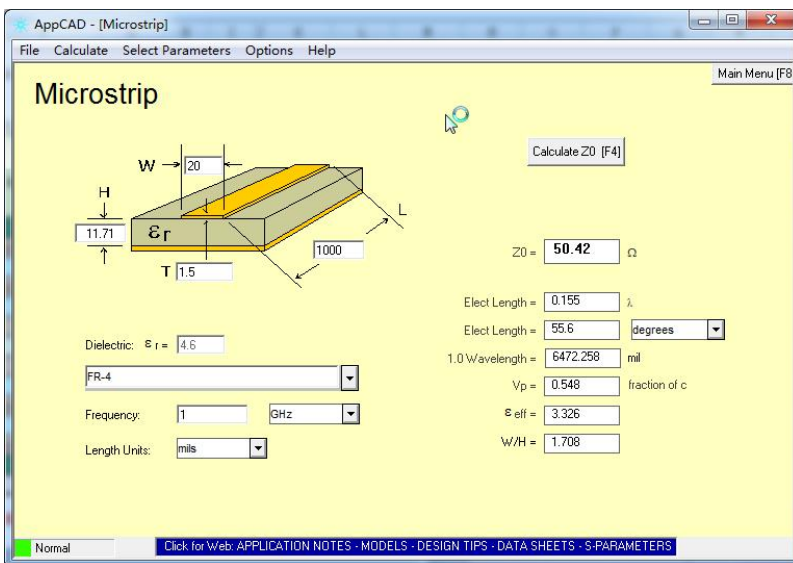 AppCAD - [Microstrip]
File Calculate Select Parameters Options Help
Main Menu [F8
Microstrip
Calculate Z0 [F4]
W 20
H
L
11.71
εr
1000
T 1.5
Z0 = 50.42 Ω
Elect Length = 0.155 λ
Elect Length = 55.6 degrees
1.0 Wavelength = 6472.258 mil
Vp = 0.548 fraction of c
ε eff = 3.326
W/H = 1.708
Dielectric: ε r = 4.6
FR-4
Frequency: 1 GHz
Length Units: mils
Normal
Click for Web: APPLICATION NOTES - MODELS - DESIGN TIPS - DATA SHEETS - S-PARAMETERS